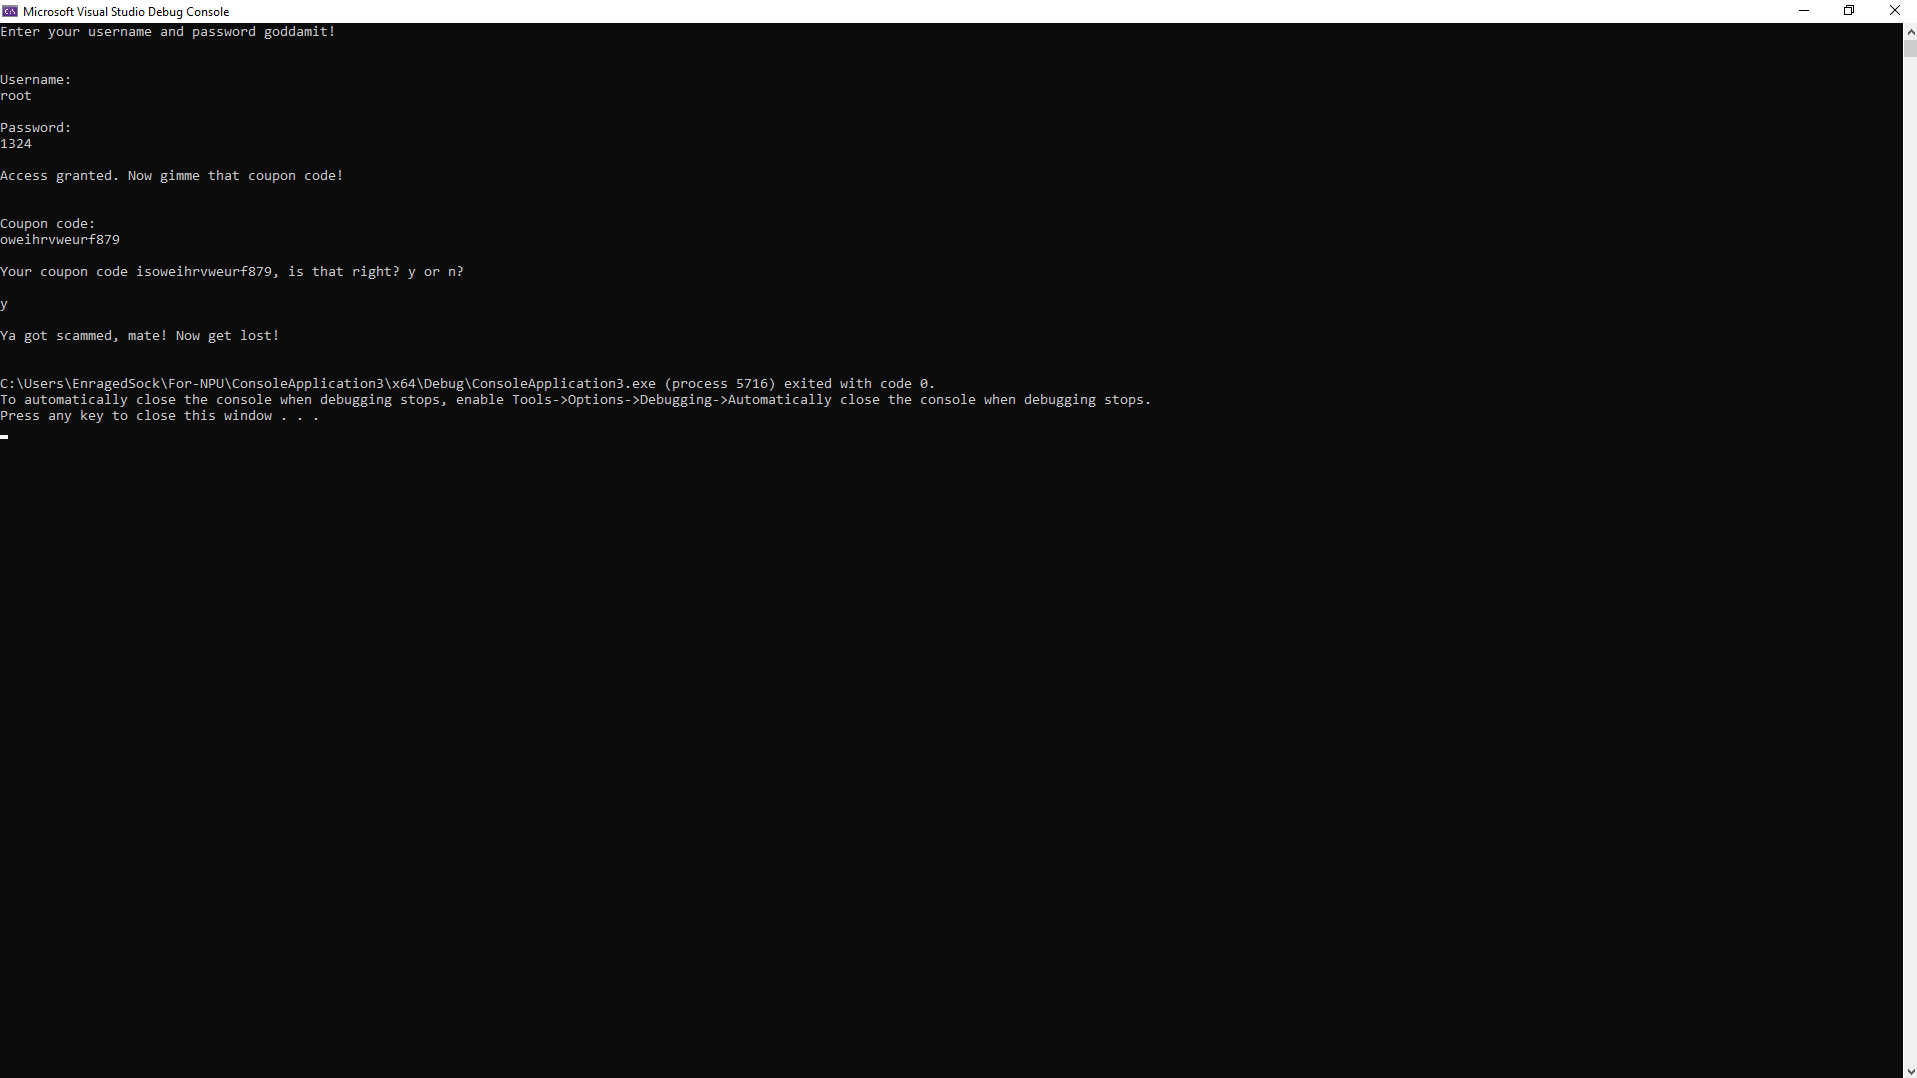 Microsoft Visual Studio Debug Console
Enter your username and password goddamit!
Username:
root
Password:
1324
Access granted. Now gimme that coupon code!
Coupon code:
oweihrvweurf879
Your coupon code isoweihrvweurf879, is that right? y or n?
y
Ya got scammed, mate! Now get lost!
C:\Users\EnragedSock\For-NPU\ConsoleApplication3\x64\Debug\ConsoleApplication3.exe (process 5716) exited with code 0.
To automatically close the console when debugging stops, enable Tools->Options->Debugging->Automatically close the console when debugging stops.
Press any key to close this window . . .